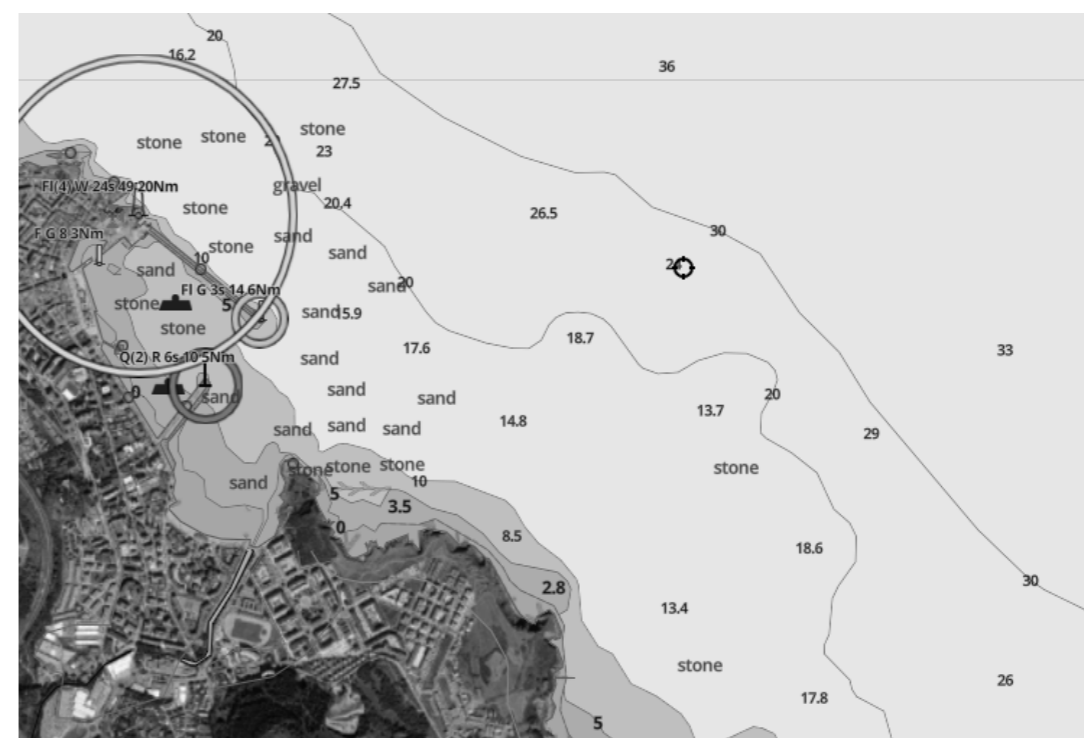 20
16.2
36
27.5
stone
stone
stone
23
gravel
Fl(4) W 24s 49 20Nm
20,4
stone
26.5
F G 8 3Nm
stone
sand
sand
30
10
sand
sand
20
Fl G 3s 14.6Nm
stone
5
sand
15.9
stone
18.7
17.6
33
Q(2) R 6s 10 5Nm
sand
0
sand
sand
sand
20
13.7
14.8
sand
sand
sand
29
stone
stone
stone
stone
sand
10
5
3.5
0
8.5
18.6
2.8
30
13.4
stone
26
17.8
5